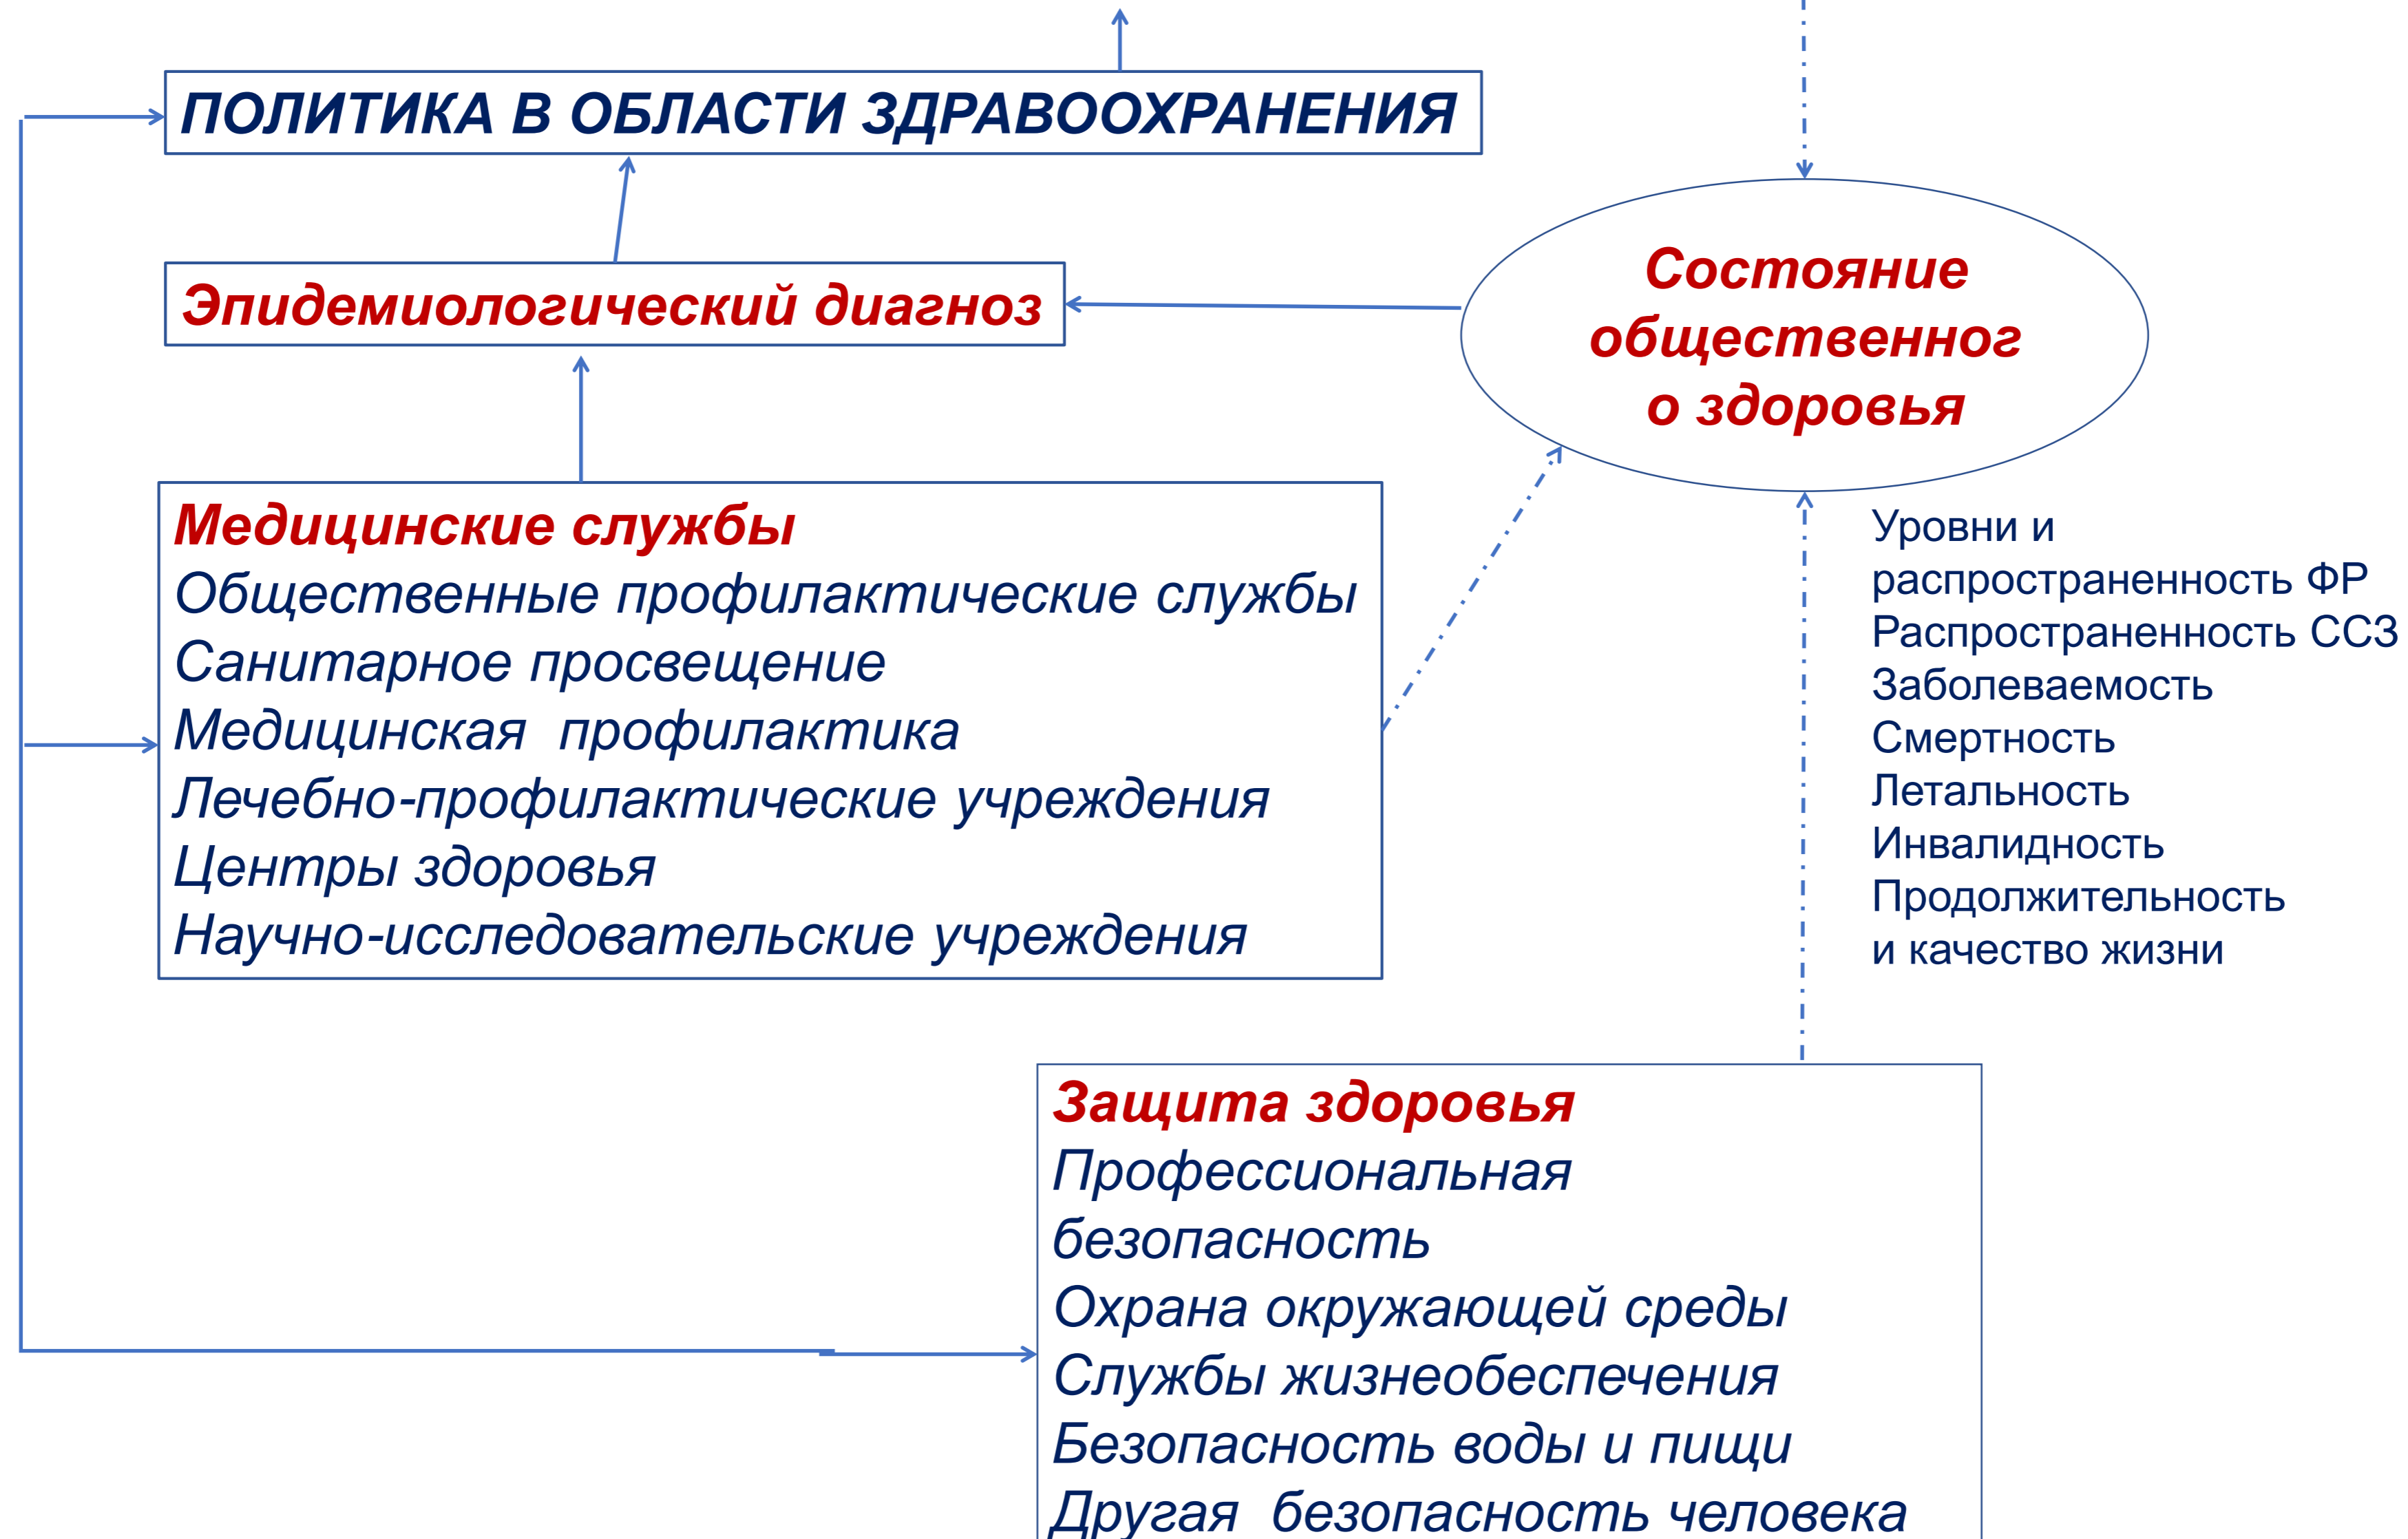 ПОЛИТИКА В ОБЛАСТИ ЗДРАВООХРАНЕНИЯ
Эпидемиологический диагноз
Состояние
общественног
о здоровья
Медицинские службы
Общественные профилактические службы
Санитарное просвещение
Медицинская профилактика
Лечебно-профилактические учреждения
Центры здоровья
Научно-исследовательские учреждения
Уровни и
распространенность ФР
Распространенность ССЗ
Заболеваемость
Смертность
Летальность
Инвалидность
Продолжительность
и качество жизни
Защита здоровья
Профессиональная
безопасность
Охрана окружающей среды
Службы жизнеобеспечения
Безопасность воды и пищи
Другая безопасность человека